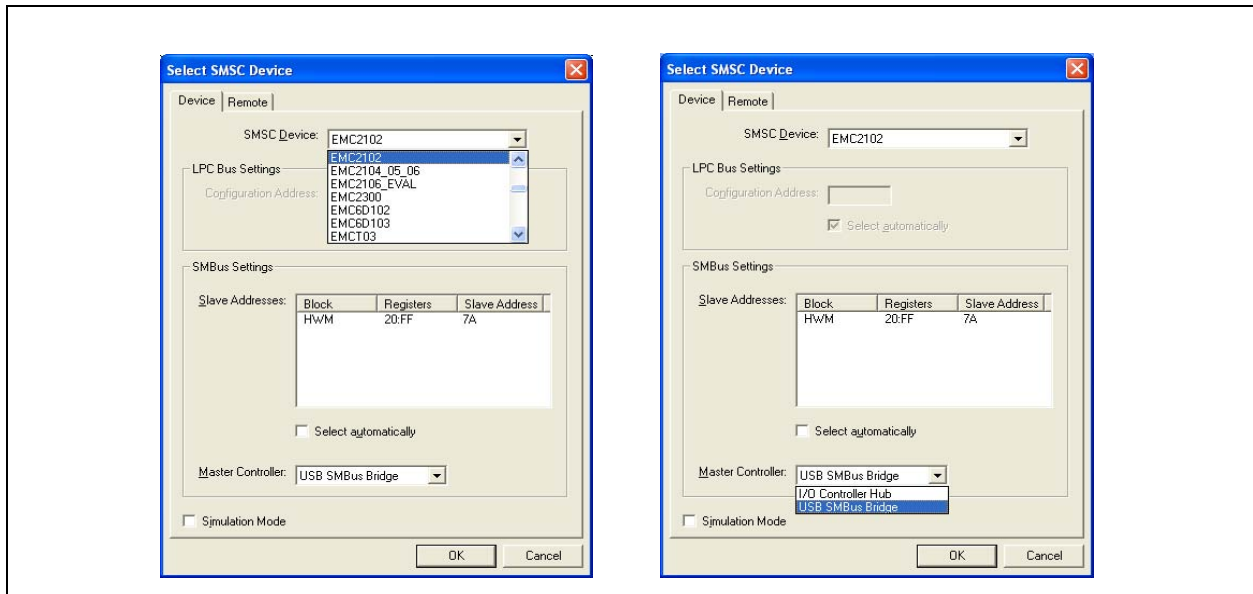 Select SMSC Device
Device Remote
SMSC Device: EMC2102
EMC2102
EMC2104_05_06
EMC2106_EVAL
EMC2300
EMC6D102
EMC6D103
EMCT03
LPC Bus Settings
Configuration Address:
SMBus Settings
Slave Addresses:
Block Registers Slave Address
HWM 20:FF 7A
Select automatically
Master Controller: USB SMBus Bridge
Simulation Mode
OK Cancel
Select SMSC Device
Device Remote
SMSC Device: EMC2102
LPC Bus Settings
Configuration Address:
Select automatically
SMBus Settings
Slave Addresses:
Block Registers Slave Address
HWM 20:FF 7A
Select automatically
Master Controller: USB SMBus Bridge
I/O Controller Hub
USB SMBus Bridge
Simulation Mode
OK Cancel